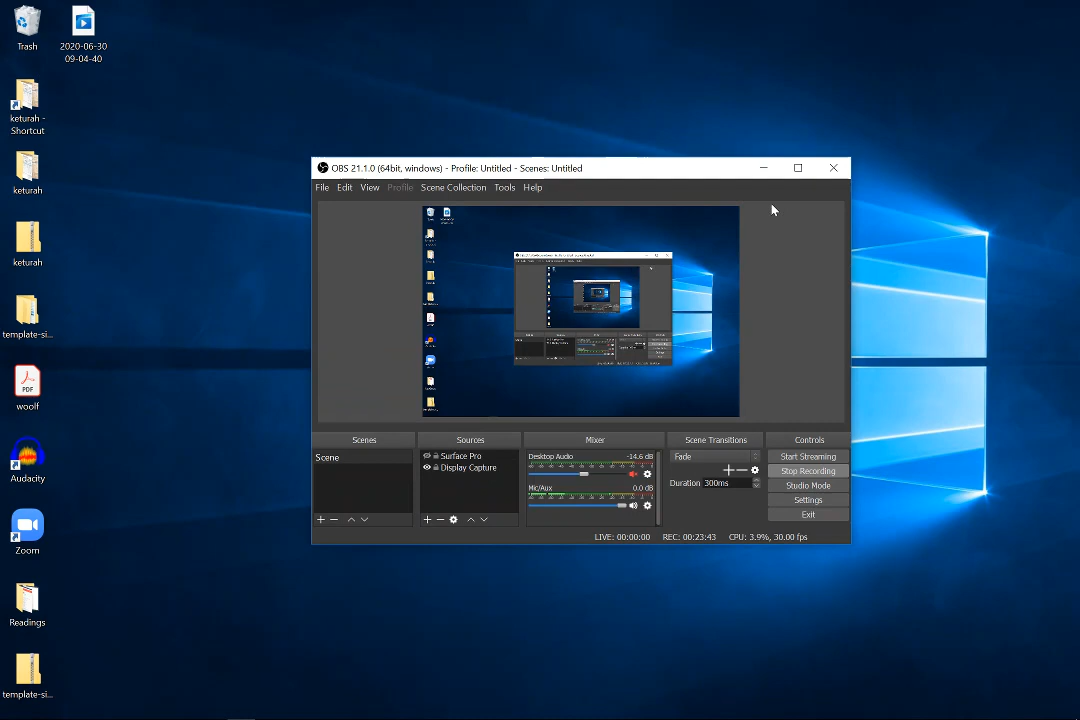 Trash
2020-06-30
09-04-40
keturah -
Shortcut
keturah
keturah
template-si...
woolf
Audacity
Zoom
Readings
template-si...
OBS 21.1.0 (64bit, windows) - Profile: Untitled - Scenes: Untitled
File Edit View Profile Scene Collection Tools Help
Scenes Sources Mixer Scene Transitions Controls
Scene
Surface Pro
Display Capture
Desktop Audio -14.6 dB
Mic/Aux 0.0 dB
Fade
Duration 300ms
Start Streaming
Stop Recording
Studio Mode
Settings
Exit
LIVE: 00:00:00 REC: 00:23:43 CPU: 3.9%, 30.00 fps